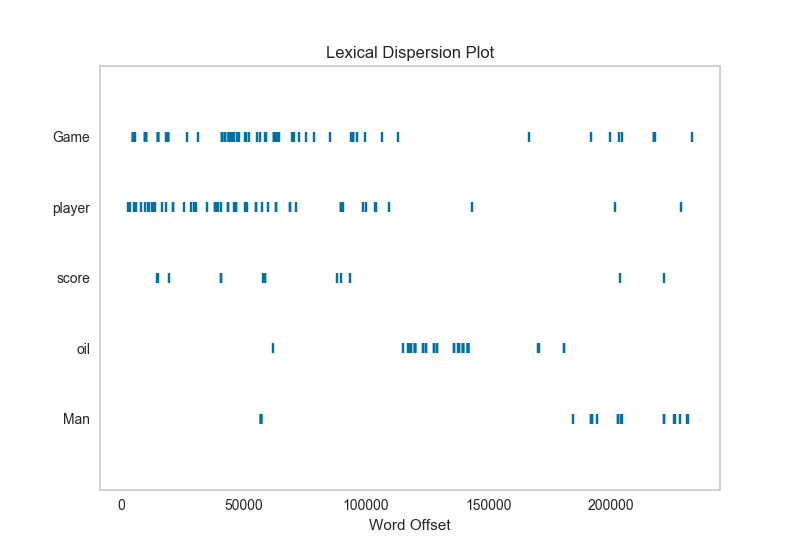 Lexical Dispersion Plot
Game
player
score
oil
Man
0 50000 100000 150000 200000
Word Offset